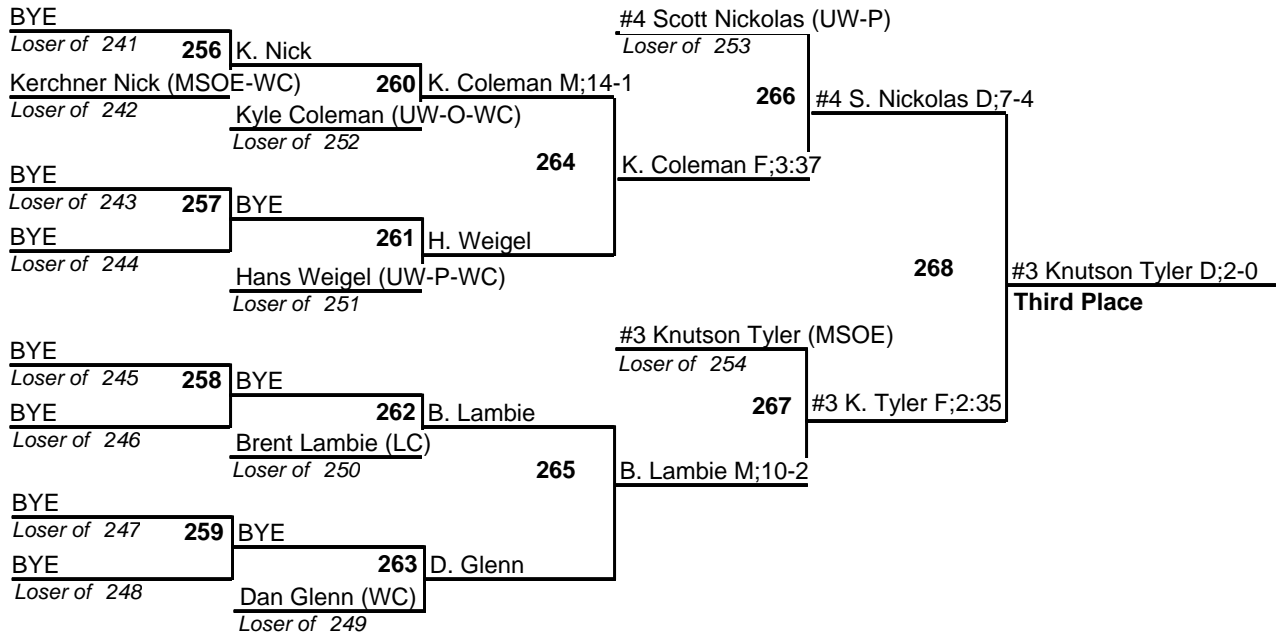 BYE
Loser of 241
256
K. Nick
Kerchner Nick (MSOE-WC)
Loser of 242
260
K. Coleman M;14-1
Kyle Coleman (UW-O-WC)
Loser of 252
BYE
Loser of 243
257
BYE
BYE
Loser of 244
261
H. Weigel
Hans Weigel (UW-P-WC)
Loser of 251
264
K. Coleman F;3:37
#4 Scott Nickolas (UW-P)
Loser of 253
266
#4 S. Nickolas D;7-4
BYE
Loser of 245
258
BYE
BYE
Loser of 246
262
B. Lambie
Brent Lambie (LC)
Loser of 250
BYE
Loser of 247
259
BYE
BYE
Loser of 248
263
D. Glenn
Dan Glenn (WC)
Loser of 249
265
B. Lambie M;10-2
#3 Knutson Tyler (MSOE)
Loser of 254
267
#3 K. Tyler F;2:35
268
#3 Knutson Tyler D;2-0
Third Place